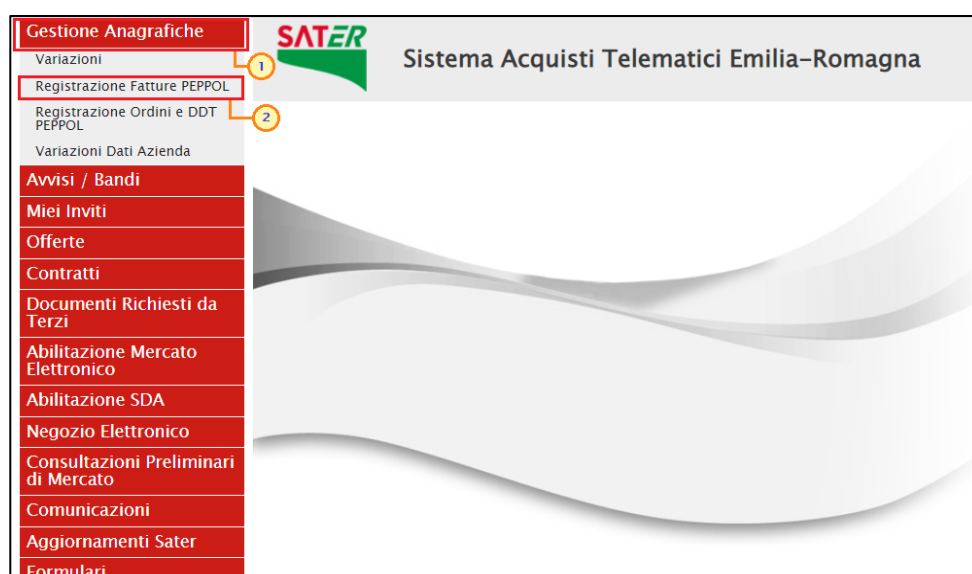 Gestione Anagrafiche
Variazioni
1
Registrazione Fatture PEPPOL
Registrazione Ordini e DDT
PEPPOL
2
Variazioni Dati Azienda
Avvisi / Bandi
Miei Inviti
Offerte
Contratti
Documenti Richiesti da
Terzi
Abilitazione Mercato
Elettronico
Abilitazione SDA
Negozio Elettronico
Consultazioni Preliminari
di Mercato
Comunicazioni
Aggiornamenti Sater
Formulari
SATER
Sistema Acquisti Telematici Emilia-Romagna